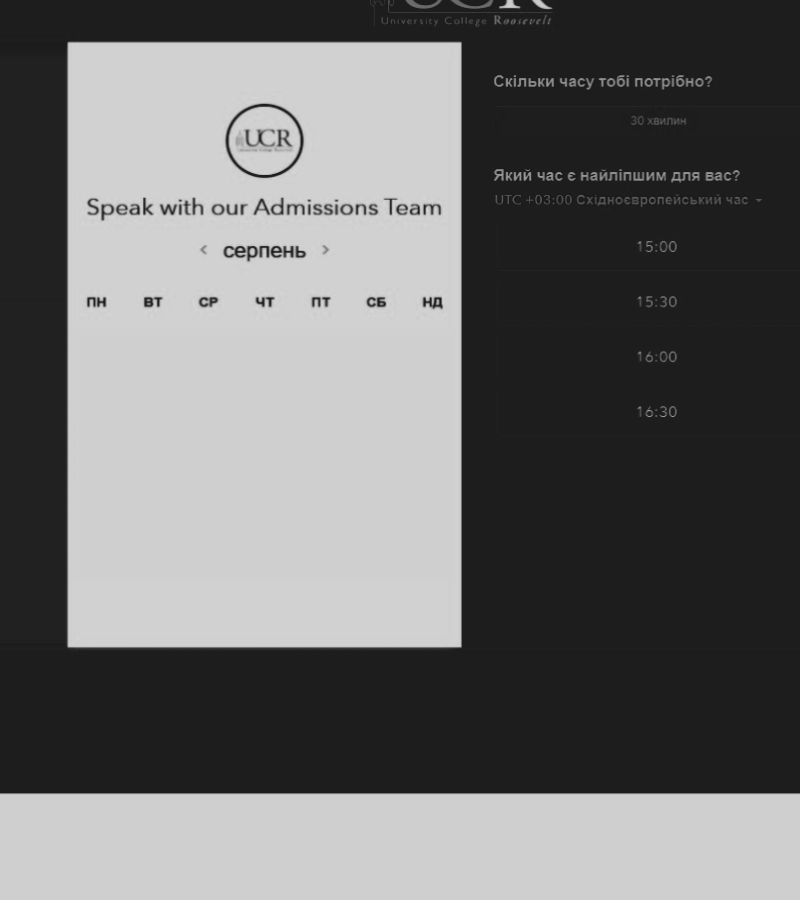 UCR
University College Roosevelt
UCR
Speak with our Admissions Team
< серпень >
ПН ВТ СР ЧТ ПТ СБ НД
Скільки часу тобі потрібно?
30 хвилин
Який час є найліпшим для вас?
UTC +03:00 Східноєвропейський час
15:00
15:30
16:00
16:30